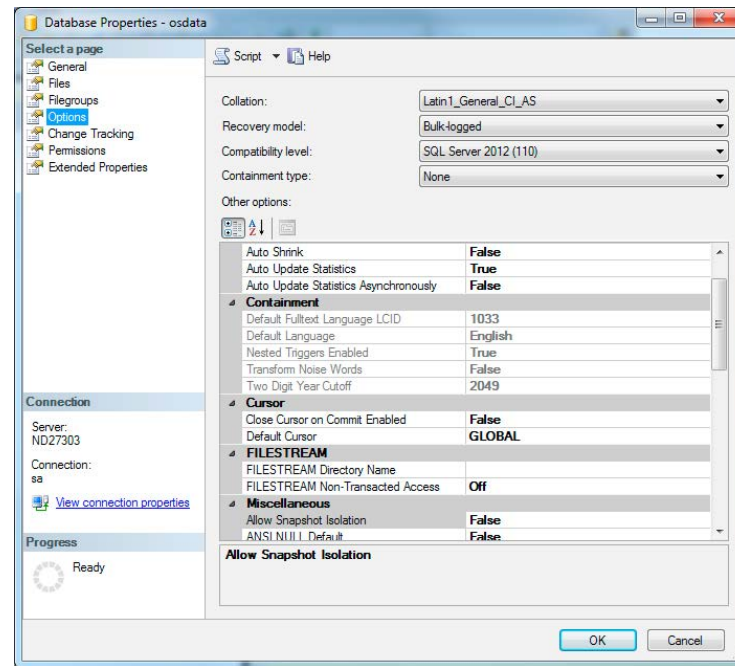 Database Properties - osdata
Select a page
General
Files
Filegroups
Options
Change Tracking
Permissions
Extended Properties
Script Help
Collation: Latin1_General_CI_AS
Recovery model: Bulk-logged
Compatibility level: SQL Server 2012 (110)
Containment type: None
Other options:
Auto Shrink False
Auto Update Statistics True
Auto Update Statistics Asynchronously False
Containment
Default Fulltext Language LCID 1033
Default Language English
Nested Triggers Enabled True
Transform Noise Words False
Two Digit Year Cutoff 2049
Cursor
Close Cursor on Commit Enabled False
Default Cursor GLOBAL
FILESTREAM
FILESTREAM Directory Name
FILESTREAM Non-Transacted Access Off
Miscellaneous
Allow Snapshot Isolation False
ANSI NULL Default False
Allow Snapshot Isolation
Connection
Server:
ND27303
Connection:
sa
View connection properties
Progress
Ready
OK Cancel